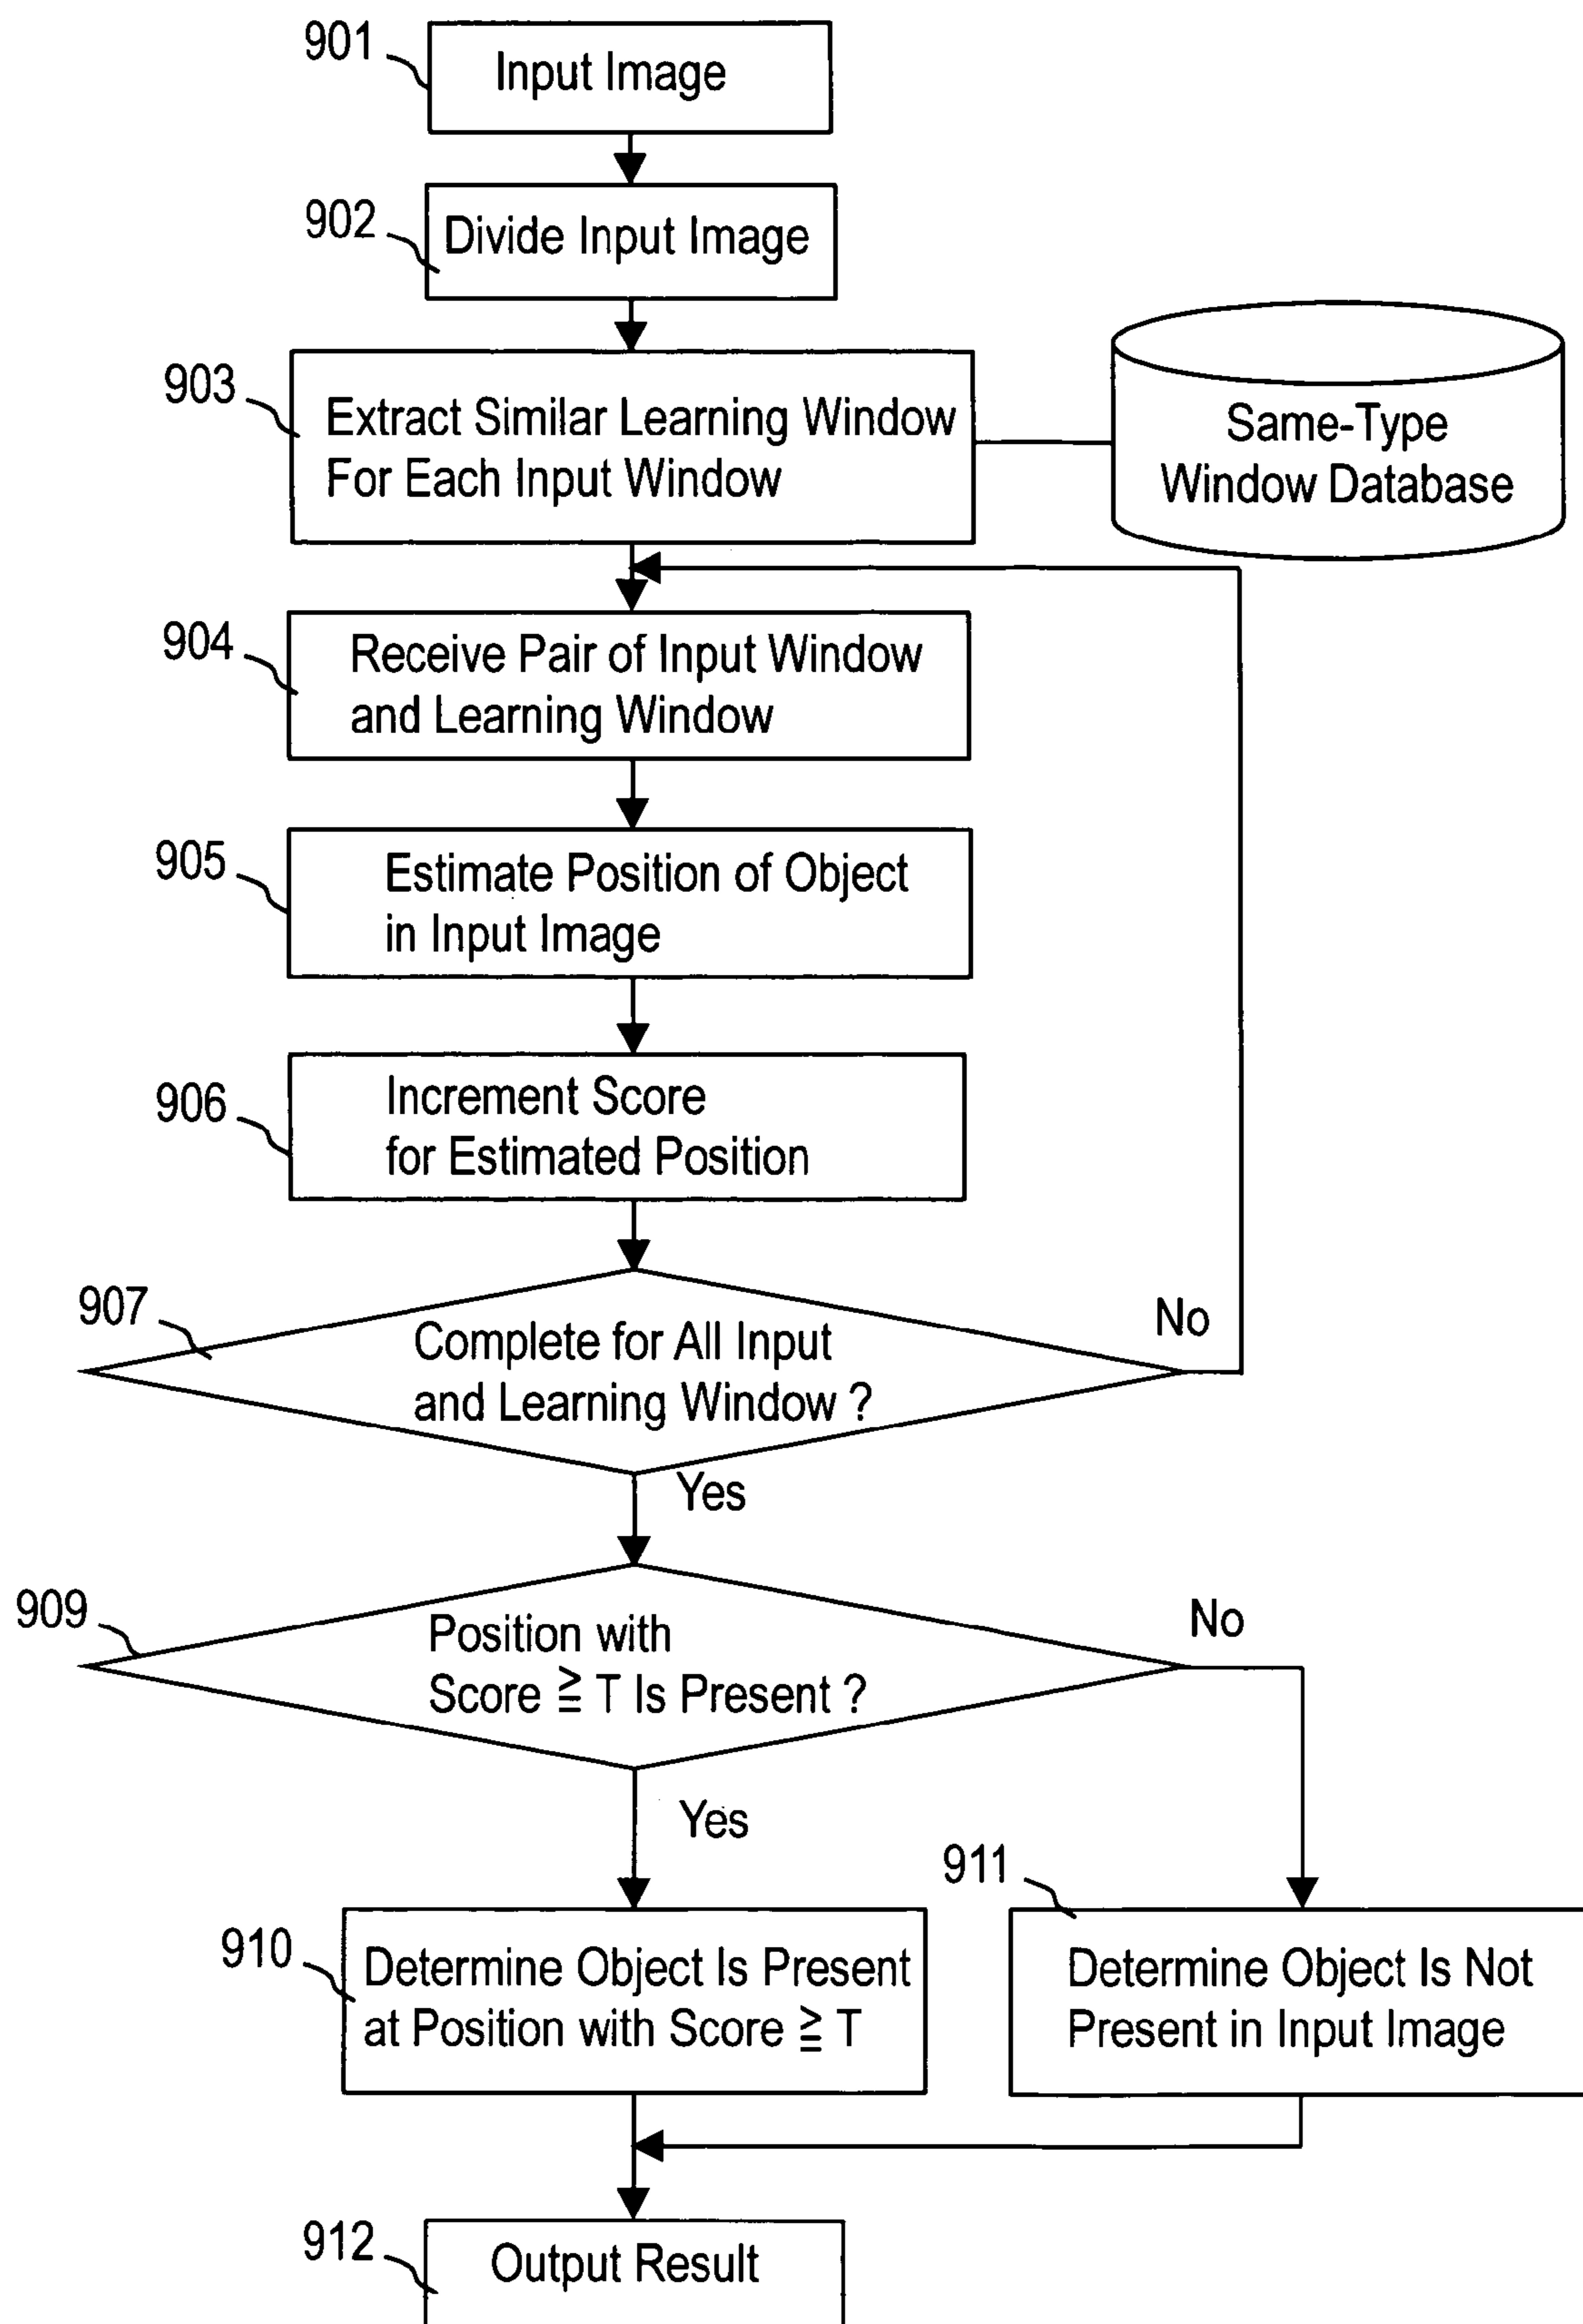 901
Input Image
902
Divide Input Image
903
Extract Similar Learning Window
For Each Input Window
Same-Type
Window Database
904
Receive Pair of Input Window
and Learning Window
905
Estimate Position of Object
in Input Image
906
Increment Score
for Estimated Position
907
Complete for All Input
and Learning Window ?
No
Yes
909
Position with
Score ≧ T Is Present ?
No
Yes
910
Determine Object Is Present
at Position with Score ≧ T
911
Determine Object Is Not
Present in Input Image
912
Output Result